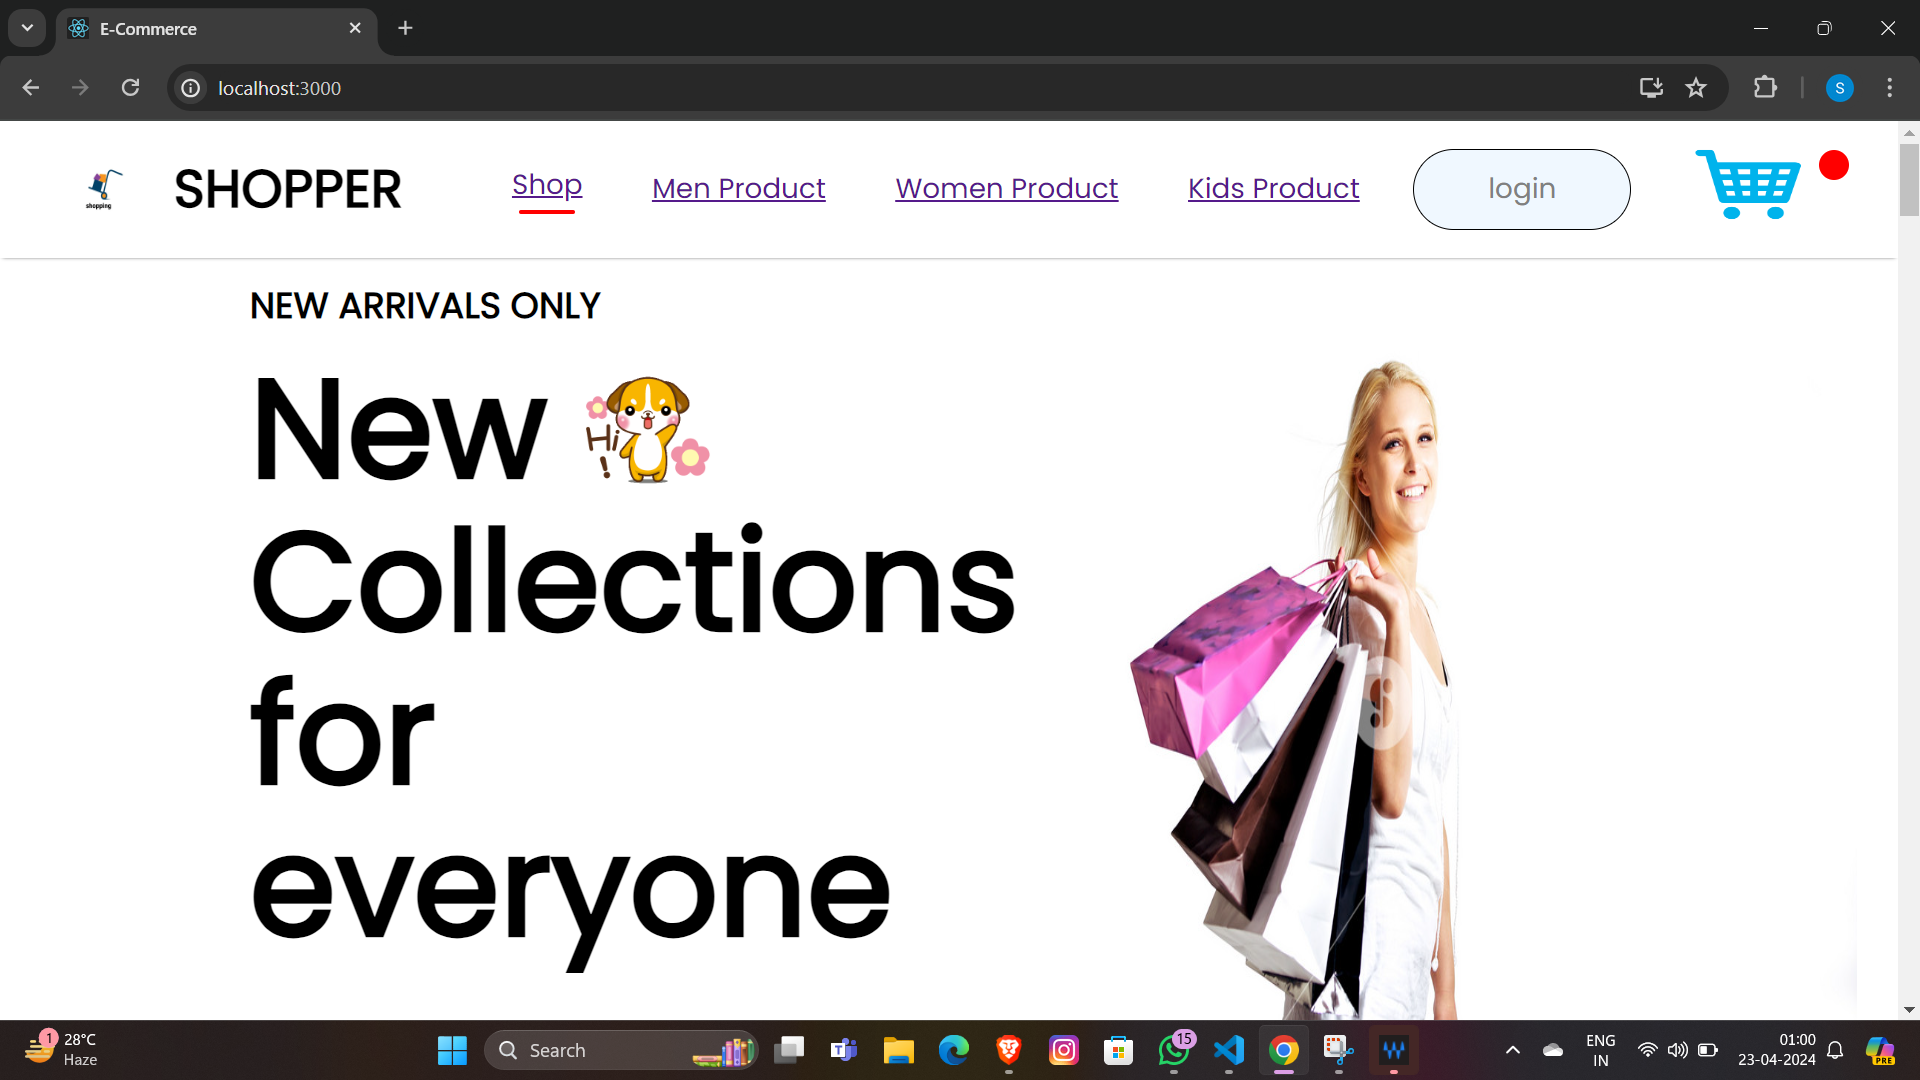 E-Commerce
localhost:3000
S
shopping
SHOPPER
Shop
Men Product
Women Product
Kids Product
login
NEW ARRIVALS ONLY
New
Hi
!
Collections
for
everyone
1
28°C
Haze
Search
15
ENG
IN
01:00
23-04-2024
PRE